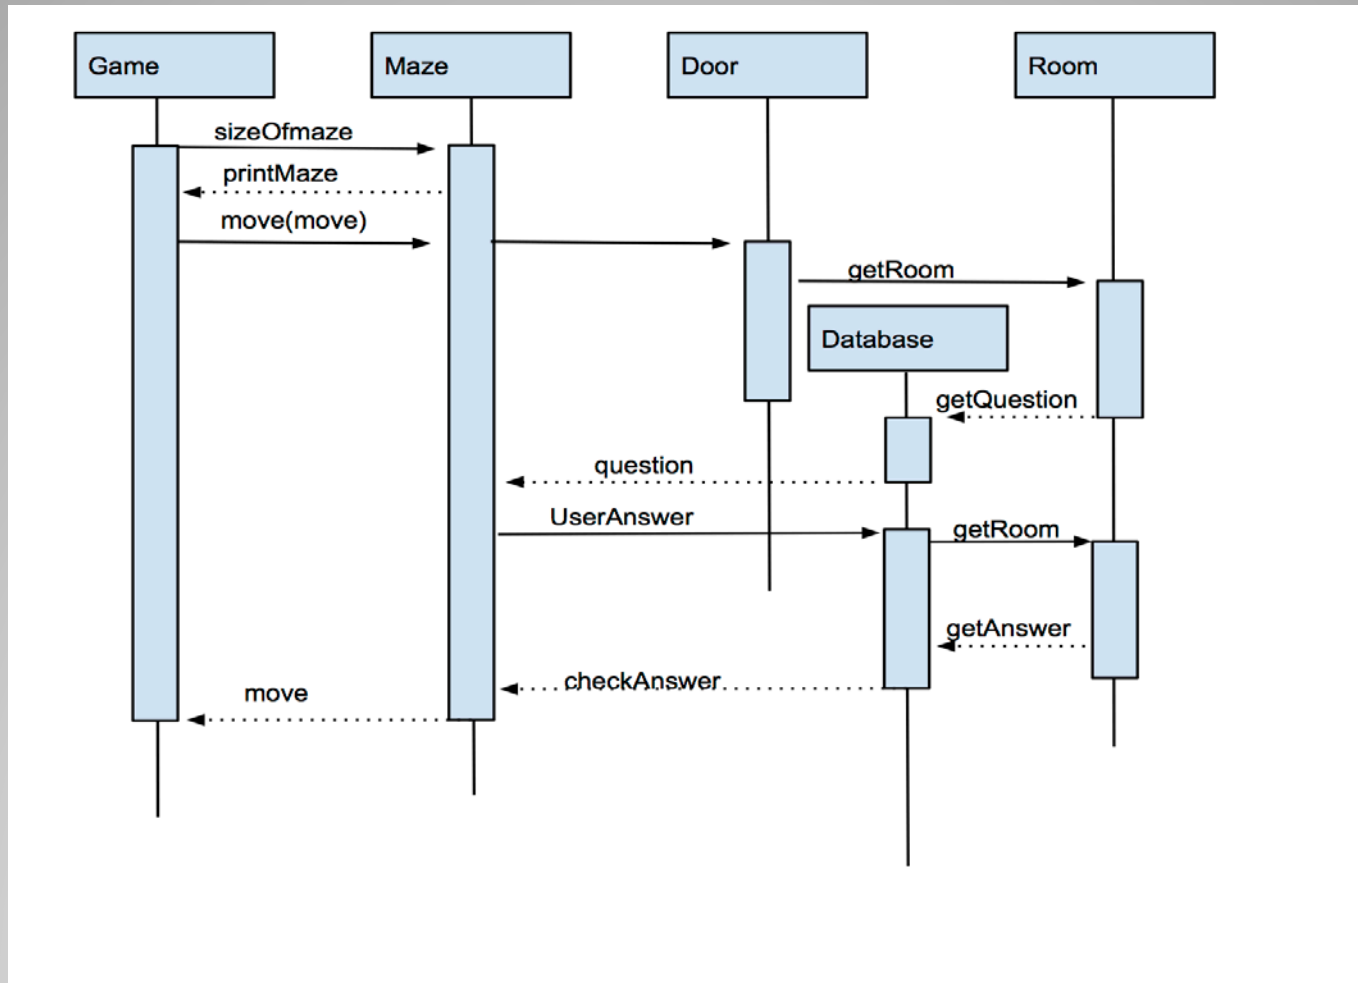 Game
Maze
Door
Room
sizeOfmaze
printMaze
move(move)
getRoom
Database
getQuestion
question
UserAnswer
getRoom
getAnswer
checkAnswer
move